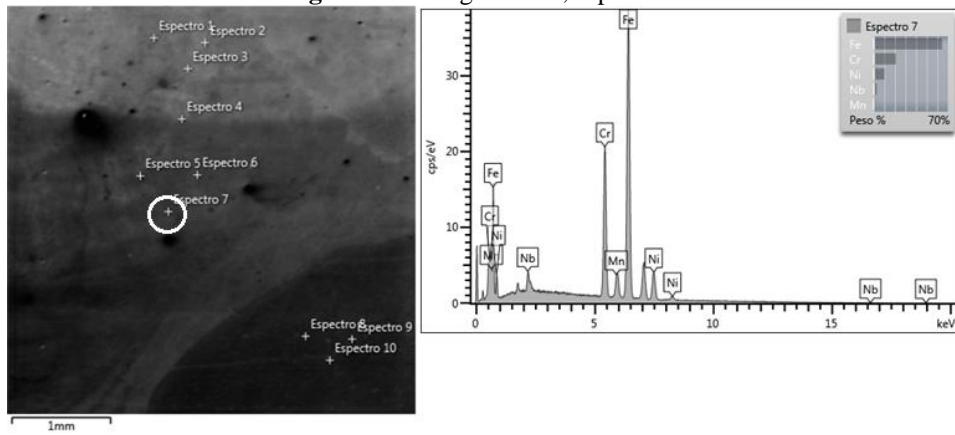 Espectro 1
Espectro 2
Espectro 3
Espectro 4
Espectro 5
Espectro 6
Espectro 7
Espectro 8
Espectro 9
Espectro 10
1mm
cps/eV
30
20
10
0
Fe
Cr
Fe
Cr
Ni
Nb
Mn
Ni
Ni
Nb
Nb
0
5
10
15
keV
Espectro 7
Fe
Cr
Ni
Nb
Mn
Peso %
70%